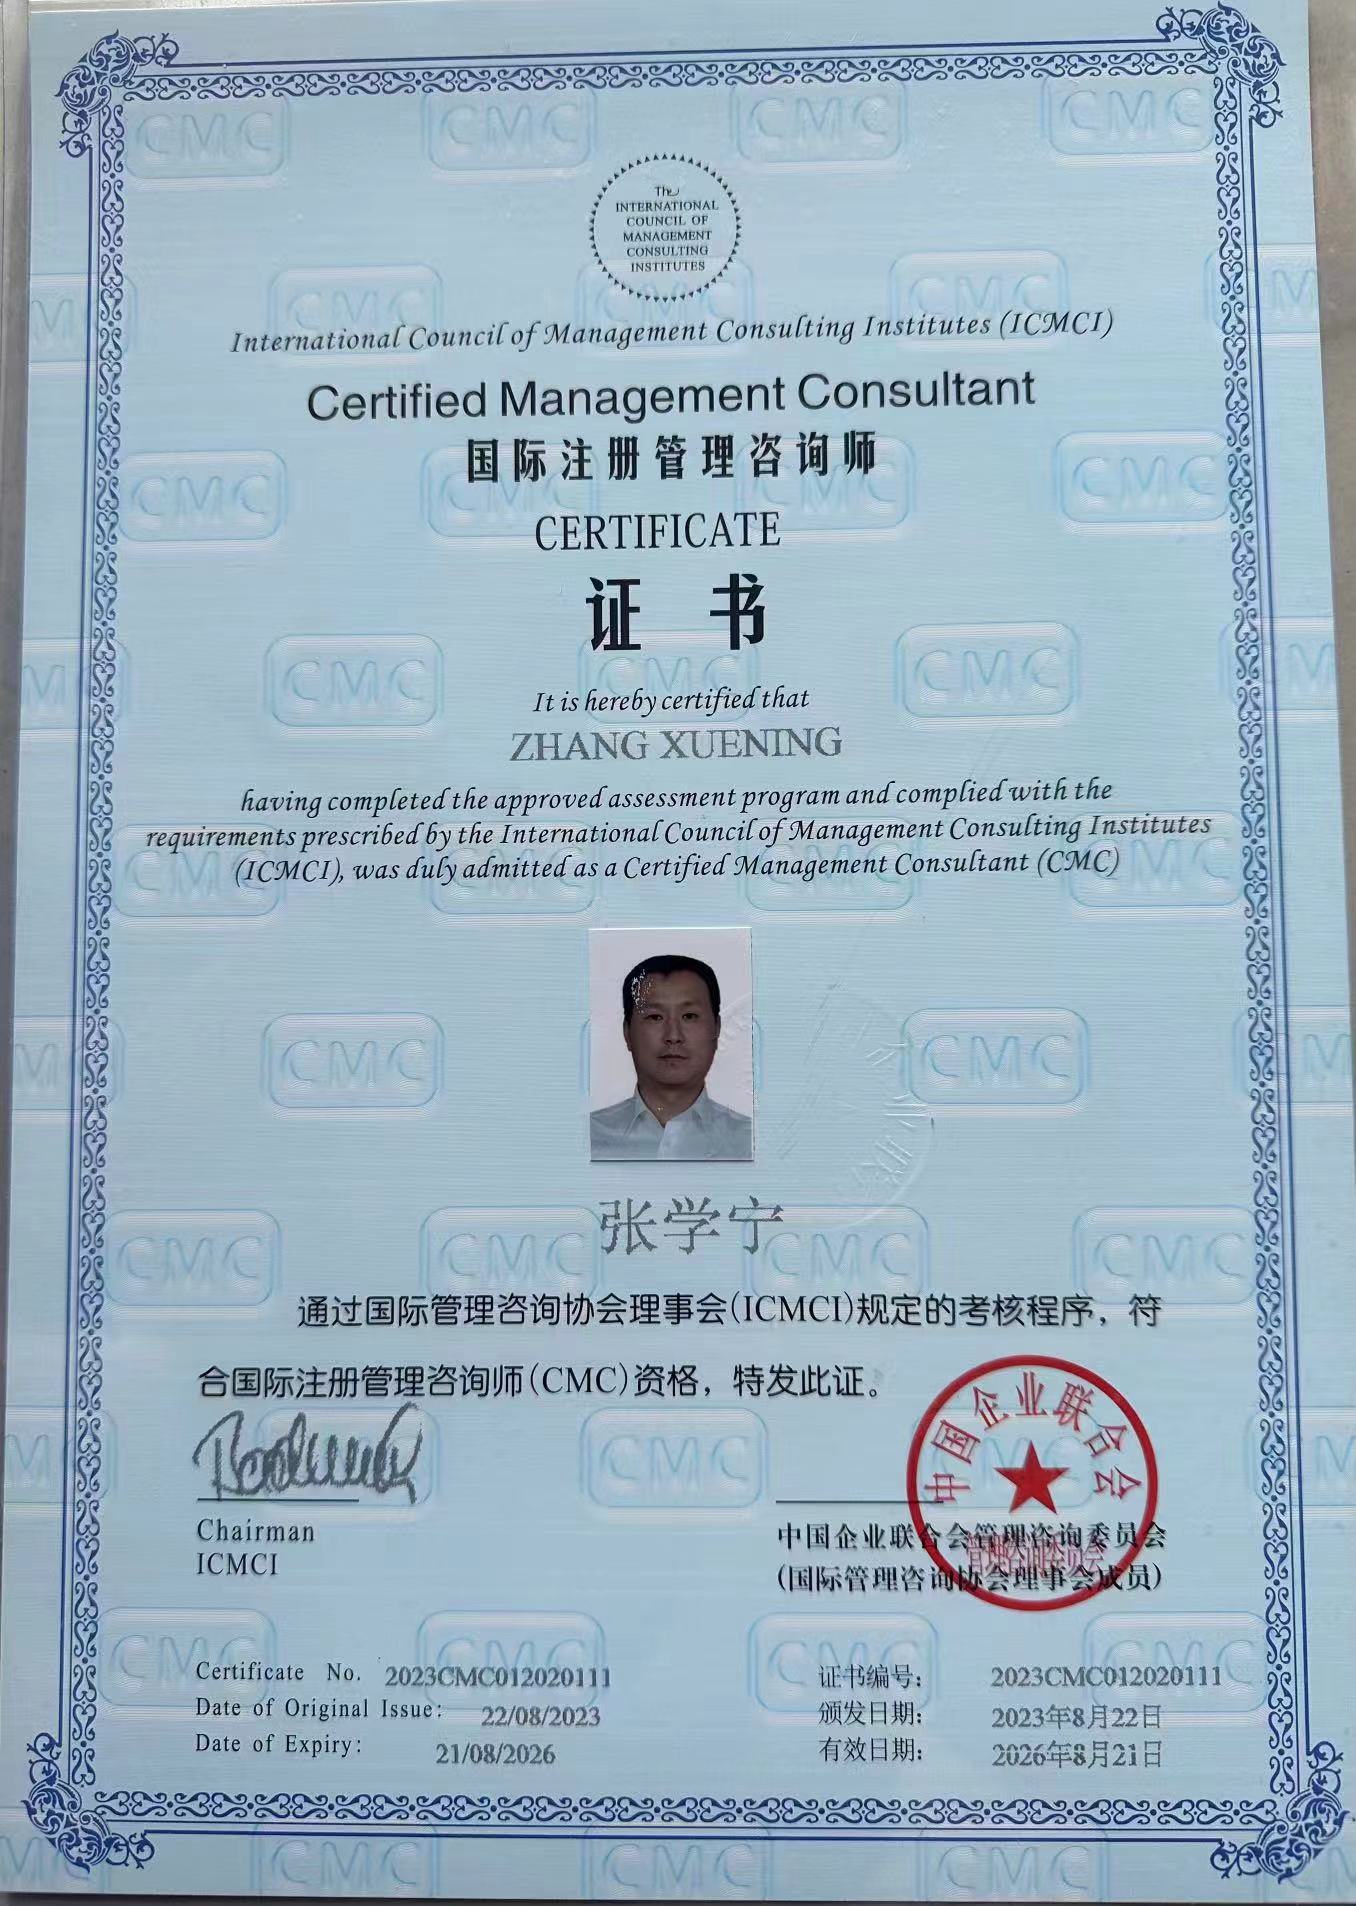 The
INTERNATIONAL
COUNCIL OF
MANAGEMENT
CONSULTING
INSTITUTES
International Council of Management Consulting Institutes (ICMCI)
Certified Management Consultant
国际注册管理咨询师
CERTIFICATE
证 书
It is hereby certified that
ZHANG XUENING
having completed the approved assessment program and complied with the
requirements prescribed by the International Council of Management Consulting Institutes
(ICMCI), was duly admitted as a Certified Management Consultant (CMC)
张学宁
通过国际管理咨询协会理事会(ICMCI)规定的考核程序，符
合国际注册管理咨询师(CMC)资格，特发此证。
中国企业联合会
管理咨询委员会
Chairman
ICMCI
中国企业联合会管理咨询委员会
(国际管理咨询协会理事会成员)
Certificate No. 2023CMC012020111
Date of Original Issue: 22/08/2023
Date of Expiry: 21/08/2026
证书编号: 2023CMC012020111
颁发日期: 2023年8月22日
有效日期: 2026年8月21日
CMC